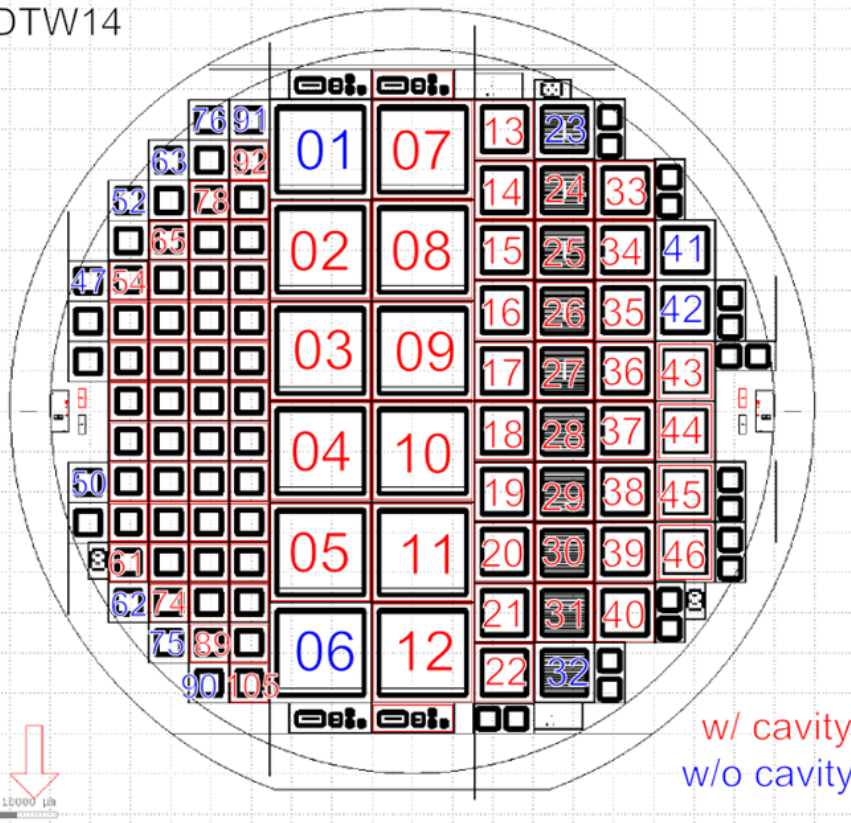 DTW14
76 91 01 07 13 23
63 92
52 78 14 24 33
65 02 08 15 25 34 41
47 54
16 26 35 42
03 09 17 27 36 43
04 10 18 28 37 44
50 19 29 38 45
61 05 11 20 30 39 46
62 74 21 31 40
75 89 06 12
90 105 22 32
w/ cavity
w/o cavity
10000 µm